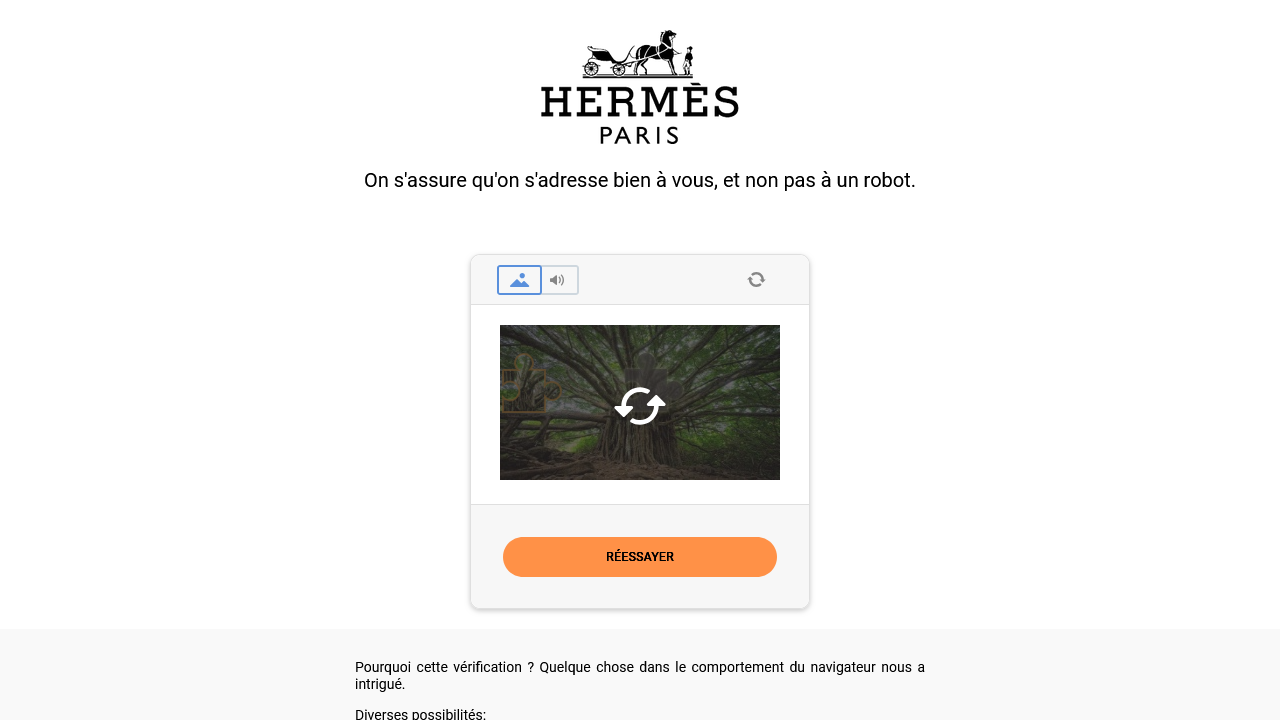 HERMÈS
PARIS
On s'assure qu'on s'adresse bien à vous, et non pas à un robot.
RÉESSAYER
Pourquoi cette vérification ? Quelque chose dans le comportement du navigateur nous a
intrigué.
Diverses possibilités: